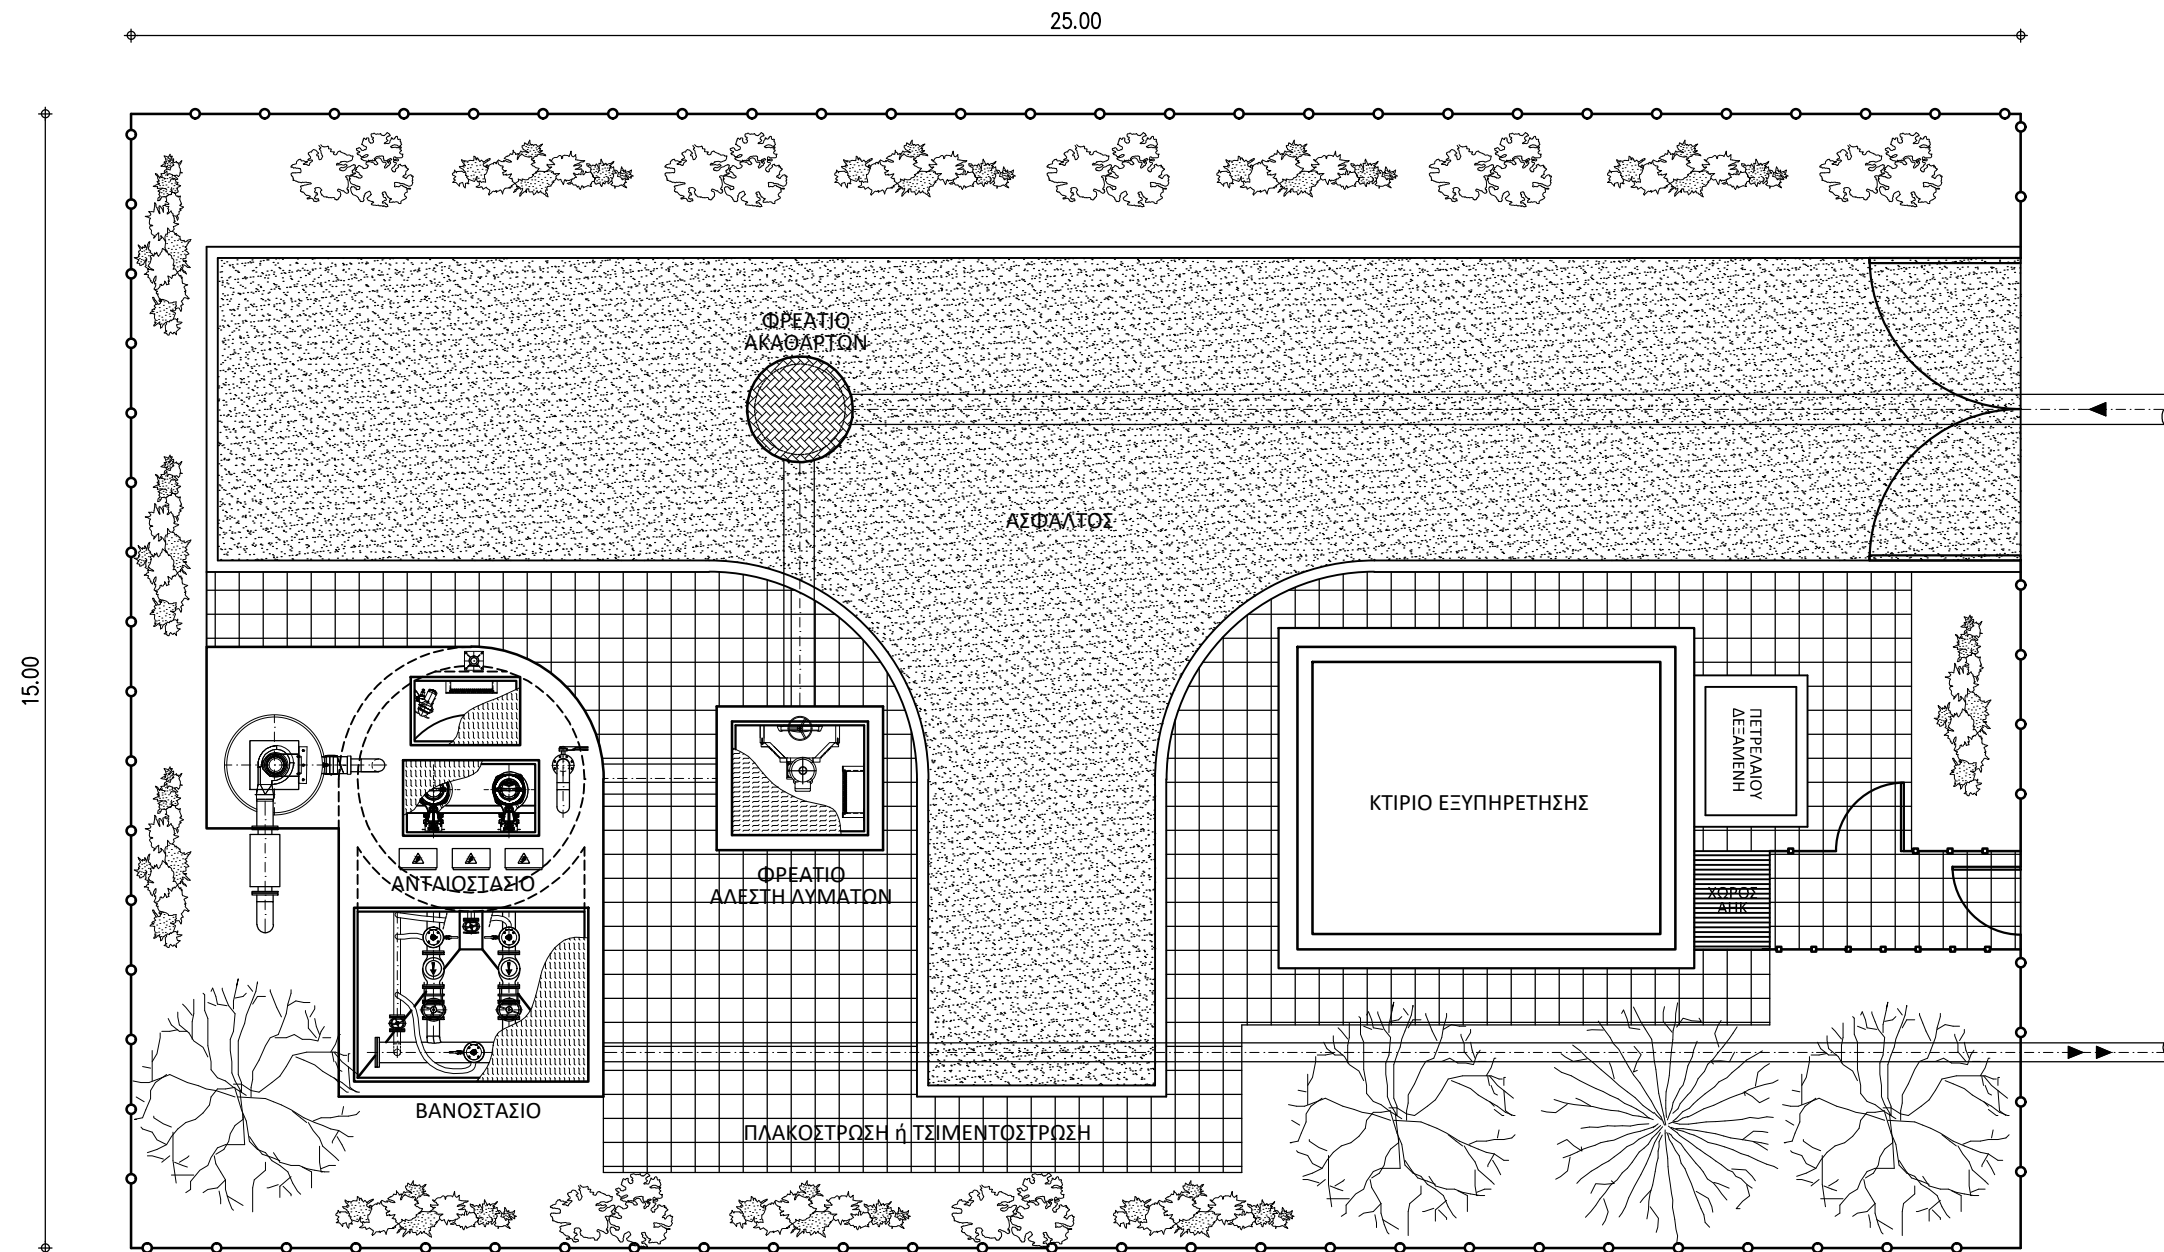 25.00
15.00
ΦΡΕΑΤΙΟ
ΑΚΑΘΑΡΤΩΝ
ΑΣΦΑΛΤΟΣ
ΠΕΤΡΕΛΑΙΟΥ
ΔΕΞΑΜΕΝΗ
ΚΤΙΡΙΟ ΕΞΥΠΗΡΕΤΗΣΗΣ
ΑΝΤΛΙΟΣΤΑΣΙΟ
ΦΡΕΑΤΙΟ
ΑΛΕΣΤΗ ΛΥΜΑΤΩΝ
ΧΩΡΟΣ
ΑΗΚ
ΒΑΝΟΣΤΑΣΙΟ
ΠΛΑΚΟΣΤΡΩΣΗ ή ΤΣΙΜΕΝΤΟΣΤΡΩΣΗ